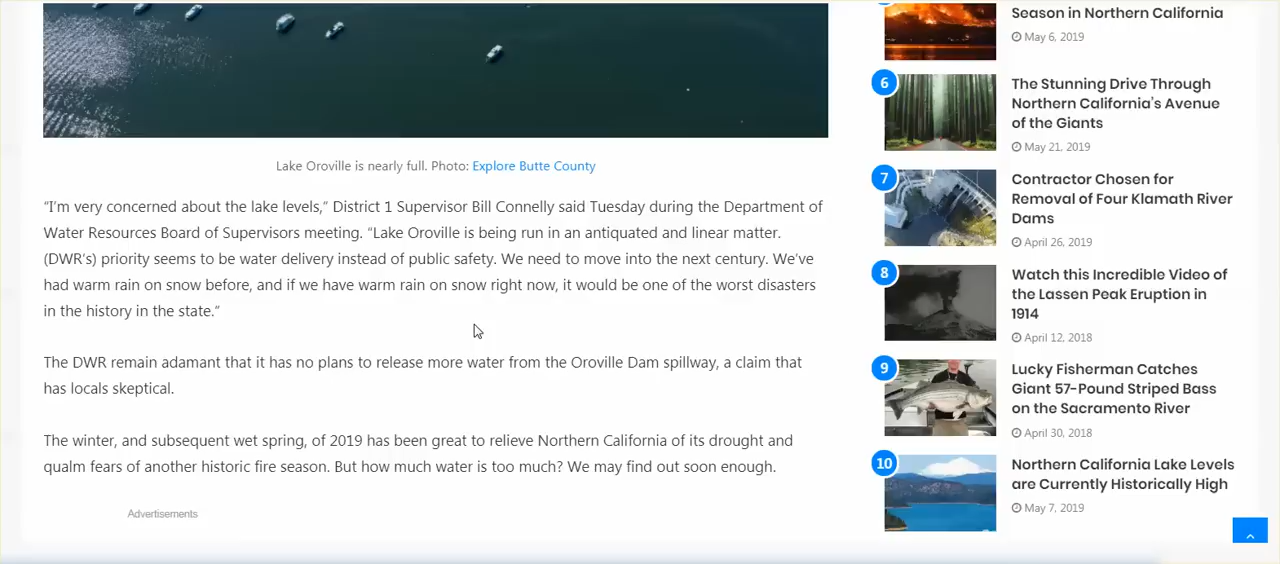 Lake Oroville is nearly full. Photo: Explore Butte County
“I’m very concerned about the lake levels,” District 1 Supervisor Bill Connelly said Tuesday during the Department of
Water Resources Board of Supervisors meeting. “Lake Oroville is being run in an antiquated and linear matter.
(DWR’s) priority seems to be water delivery instead of public safety. We need to move into the next century. We’ve
had warm rain on snow before, and if we have warm rain on snow right now, it would be one of the worst disasters
in the history in the state.”
The DWR remain adamant that it has no plans to release more water from the Oroville Dam spillway, a claim that
has locals skeptical.
The winter, and subsequent wet spring, of 2019 has been great to relieve Northern California of its drought and
qualm fears of another historic fire season. But how much water is too much? We may find out soon enough.
Advertisements
Season in Northern California
May 6, 2019
6
The Stunning Drive Through
Northern California’s Avenue
of the Giants
May 21, 2019
7
Contractor Chosen for
Removal of Four Klamath River
Dams
April 26, 2019
8
Watch this Incredible Video of
the Lassen Peak Eruption in
1914
April 12, 2018
9
Lucky Fisherman Catches
Giant 57-Pound Striped Bass
on the Sacramento River
April 30, 2018
10
Northern California Lake Levels
are Currently Historically High
May 7, 2019